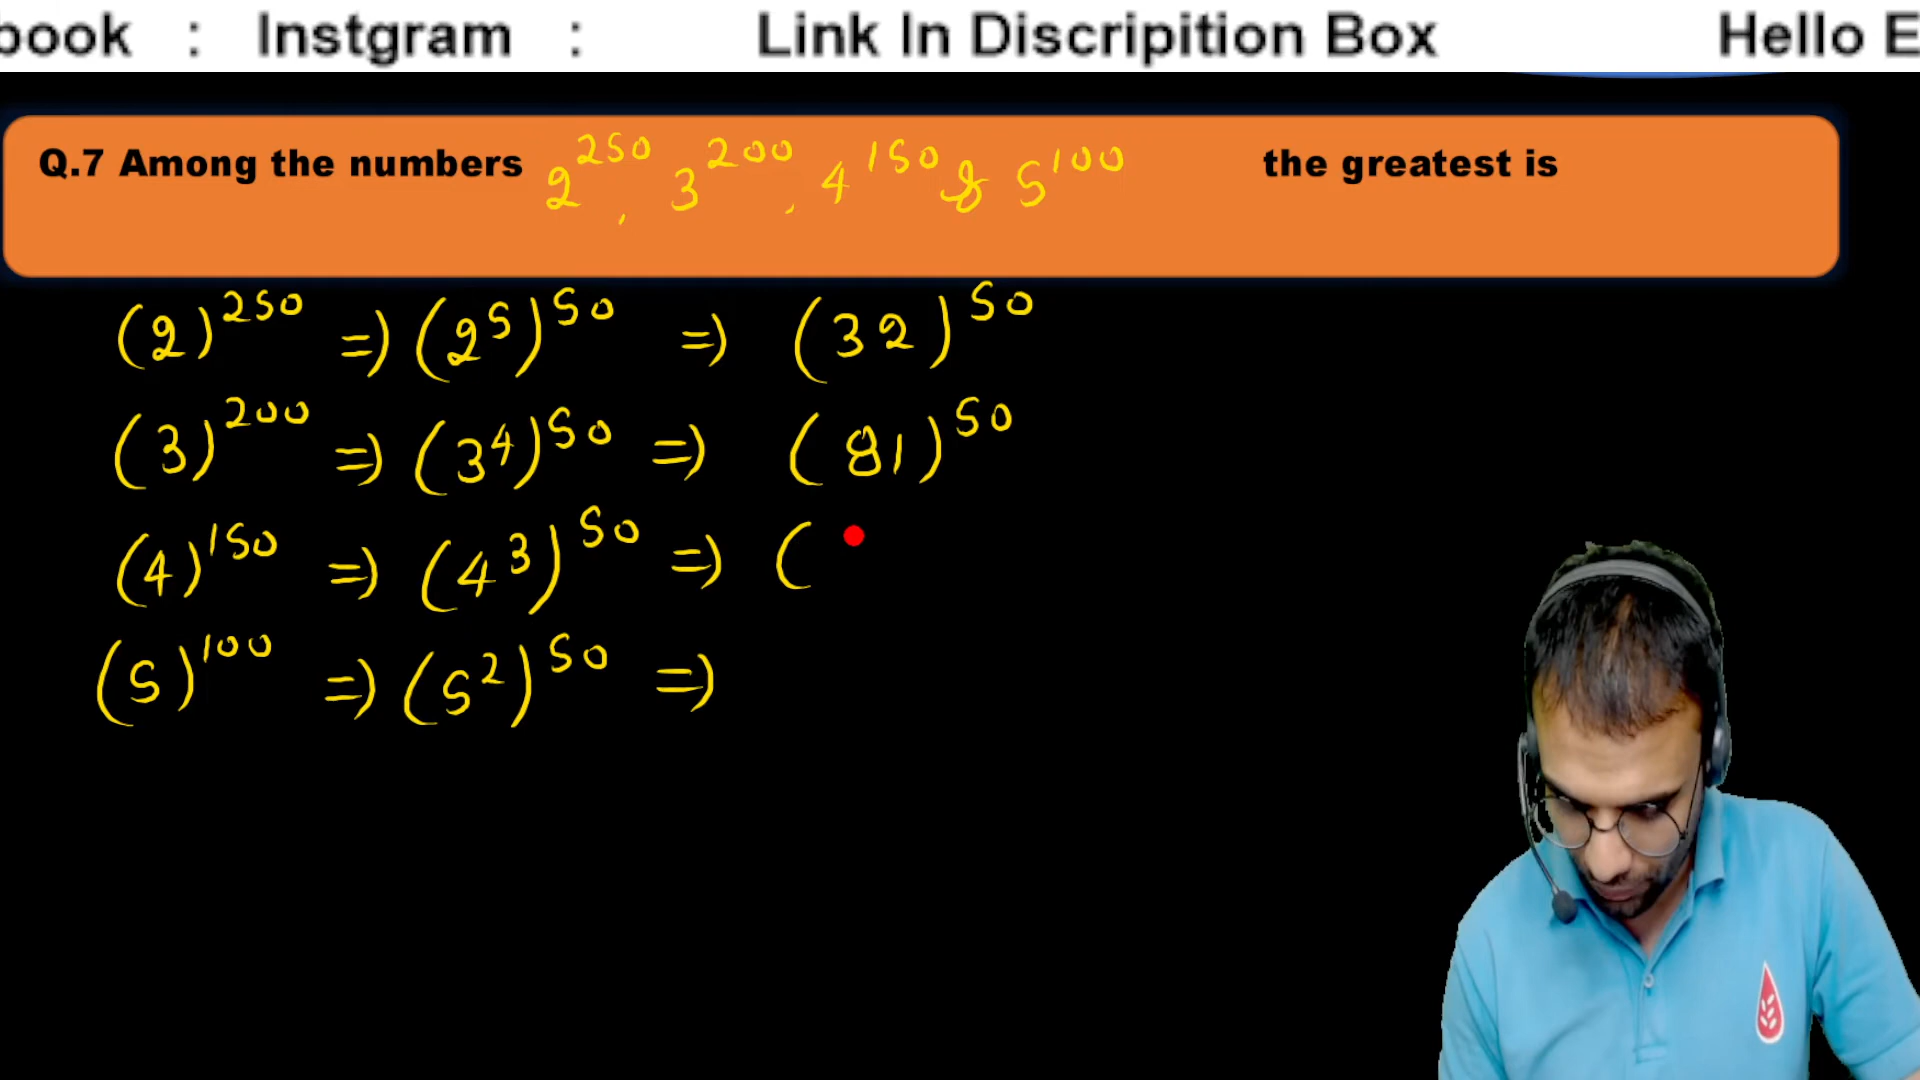 book : Instgram : Link In Discripition Box Hello E
Q.7 Among the numbers 2^250, 3^200, 4^150 & 5^100 the greatest is
(2)^250 => (2^5)^50 => (32)^50
(3)^200 => (3^4)^50 => (81)^50
(4)^150 => (4^3)^50 => (
(5)^100 => (5^2)^50 =>